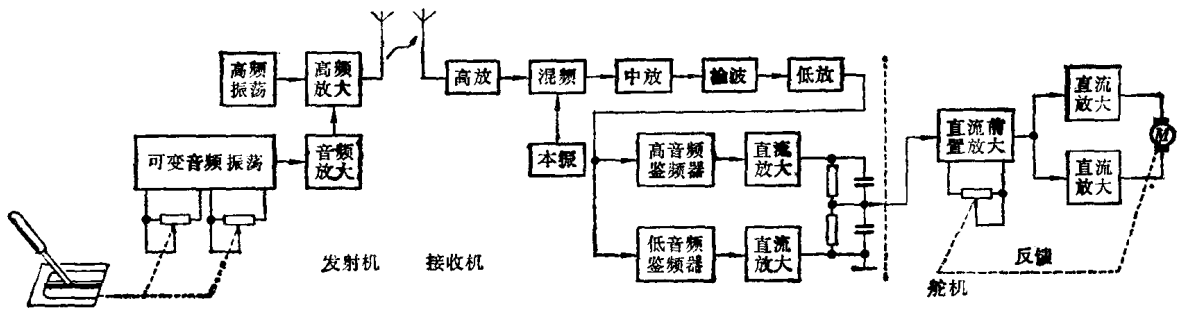 高频
振荡
高频
放大
可变音频振荡
音频
放大
发射机
接收机
高放
混频
中放
检波
低放
本振
高音频
鉴频器
直流
放大
低音频
鉴频器
直流
放大
直流前
置放大
直流
放大
直流
放大
M
反馈
舵机